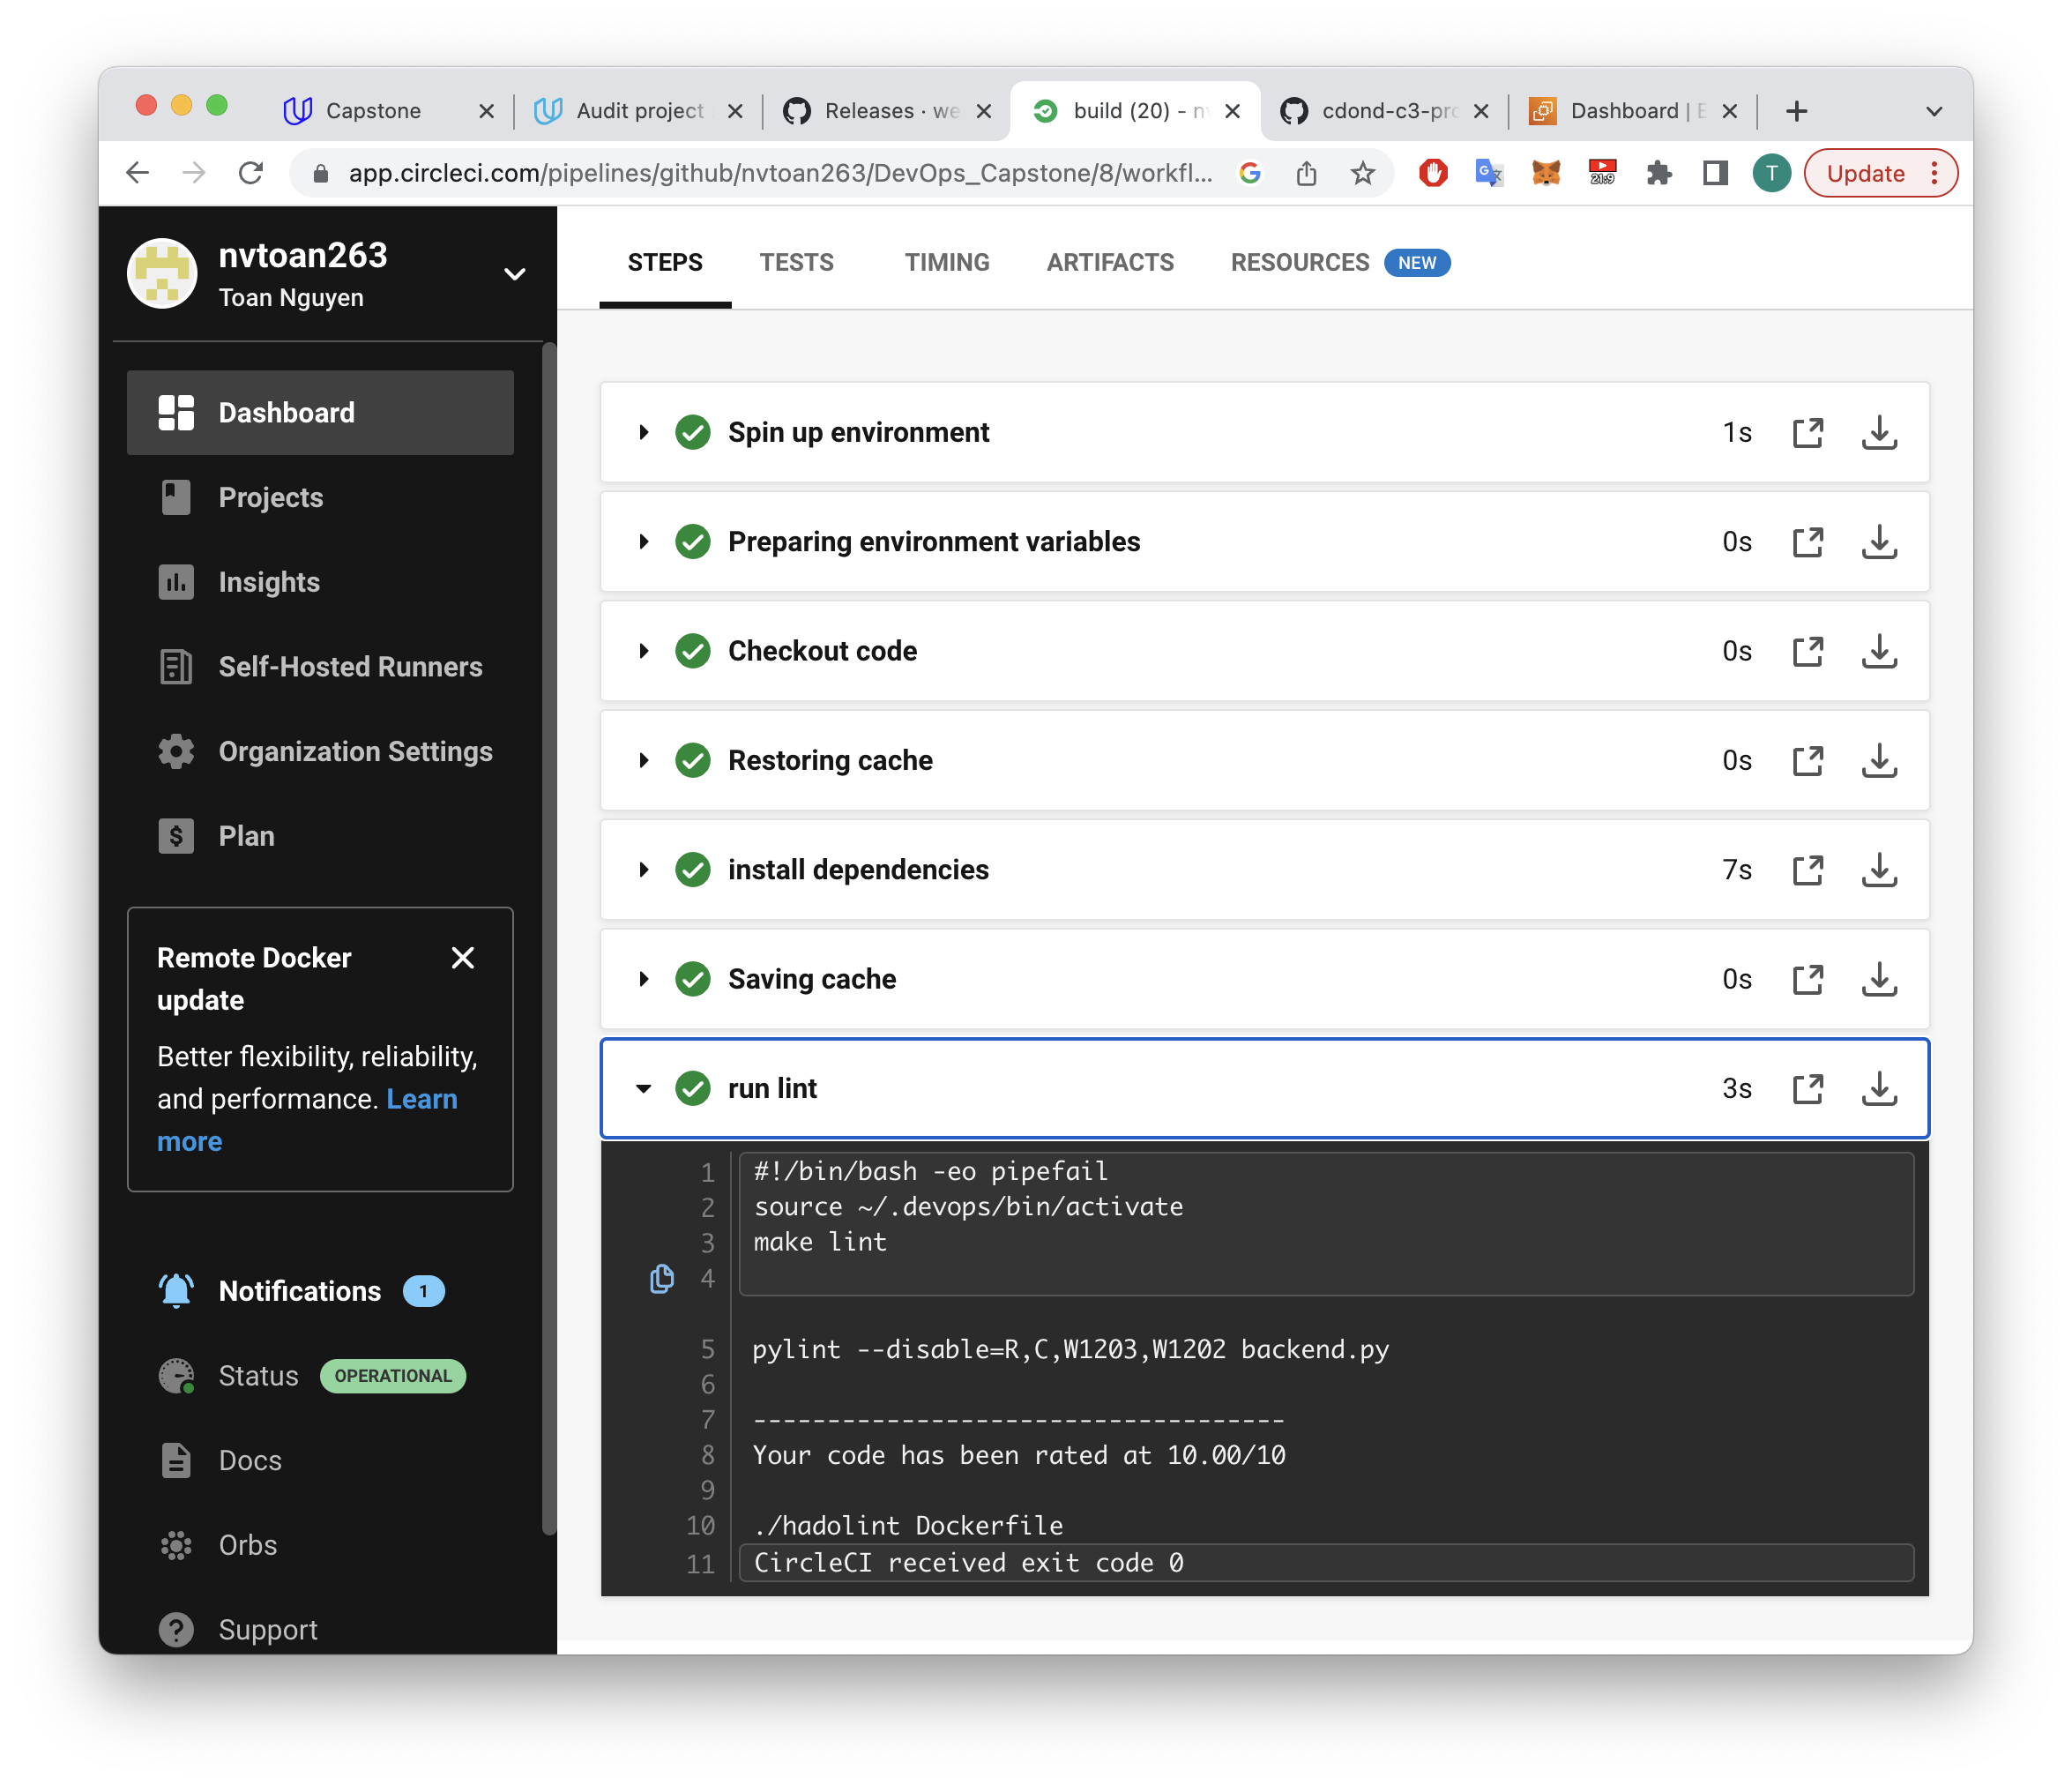 Capstone
Audit project
Releases · we
build (20) - n
cdond-c3-pro
Dashboard | E
app.circleci.com/pipelines/github/nvtoan263/DevOps_Capstone/8/workfl...
21:9
T
Update
nvtoan263
Toan Nguyen
Dashboard
Projects
Insights
Self-Hosted Runners
Organization Settings
Plan
Remote Docker
update
Better flexibility, reliability,
and performance. Learn
more
Notifications 1
Status OPERATIONAL
Docs
Orbs
Support
STEPS TESTS TIMING ARTIFACTS RESOURCES NEW
Spin up environment 1s
Preparing environment variables 0s
Checkout code 0s
Restoring cache 0s
install dependencies 7s
Saving cache 0s
run lint 3s
1 #!/bin/bash -eo pipefail
2 source ~/.devops/bin/activate
3 make lint
4
5 pylint --disable=R,C,W1203,W1202 backend.py
6
7 ------------------------------------
8 Your code has been rated at 10.00/10
9
10 ./hadolint Dockerfile
11 CircleCI received exit code 0